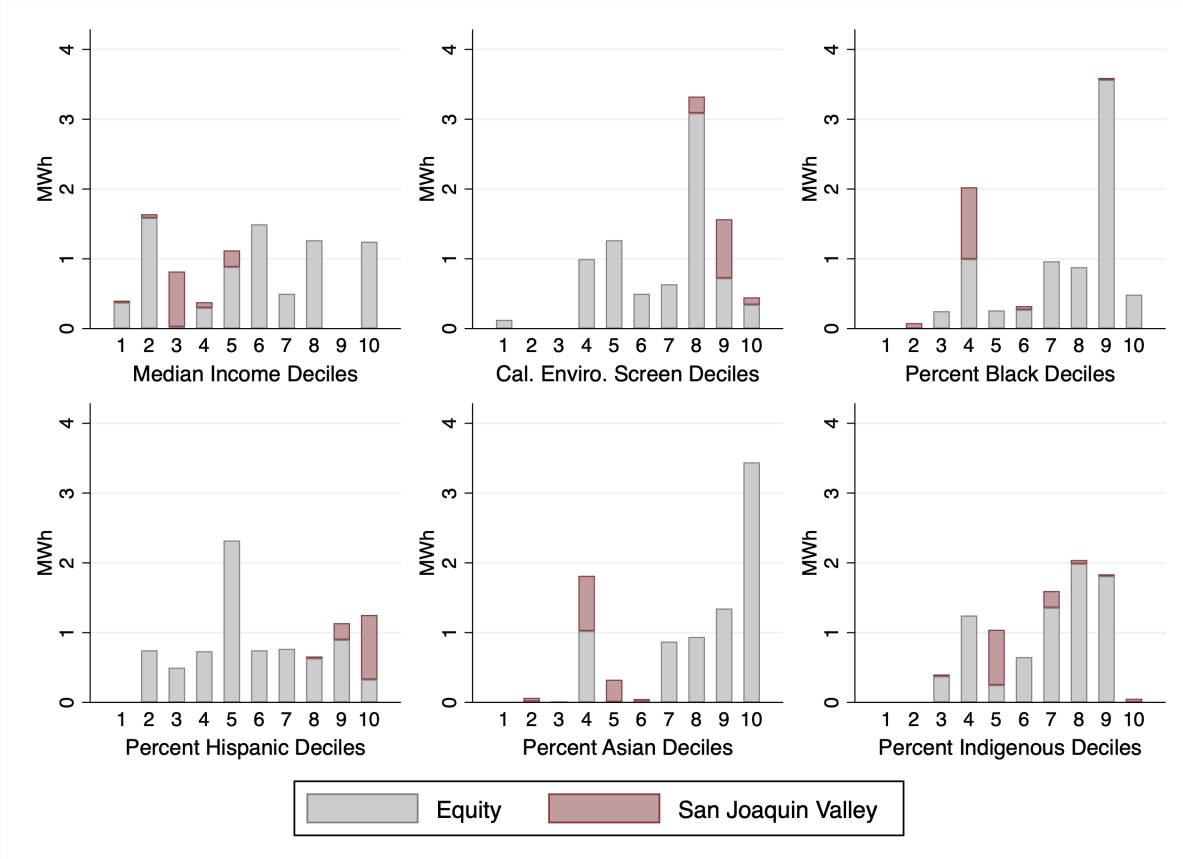 4
3
2
1
0
MWh
1 2 3 4 5 6 7 8 9 10
Median Income Deciles
4
3
2
1
0
MWh
1 2 3 4 5 6 7 8 9 10
Cal. Enviro. Screen Deciles
4
3
2
1
0
MWh
1 2 3 4 5 6 7 8 9 10
Percent Black Deciles
4
3
2
1
0
MWh
1 2 3 4 5 6 7 8 9 10
Percent Hispanic Deciles
4
3
2
1
0
MWh
1 2 3 4 5 6 7 8 9 10
Percent Asian Deciles
4
3
2
1
0
MWh
1 2 3 4 5 6 7 8 9 10
Percent Indigenous Deciles
Equity San Joaquin Valley